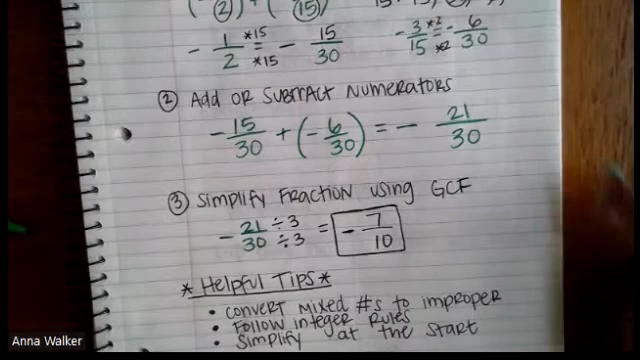 - 1/2 *15 = *15 - 15/30 - 3/15 *2 = *2 - 6/30
② Add OR SUBTRACT NUMERATORS
- 15/30 + (- 6/30) = - 21/30
③ Simplify Fraction using GCF
- 21/30 ÷3 ÷3 = - 7/10
* Helpful Tips *
• Convert mixed #s to improper
• Follow integer Rules
• Simplify at the start
Anna Walker